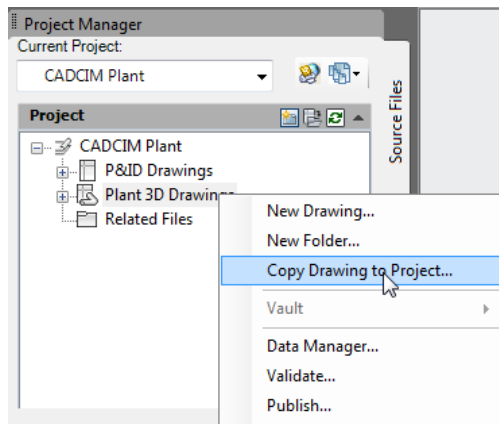 Project Manager
Current Project:
CADCIM Plant
Source Files
Project
CADCIM Plant
P&ID Drawings
Plant 3D Drawings
Related Files
New Drawing...
New Folder...
Copy Drawing to Project...
Vault
Data Manager...
Validate...
Publish...